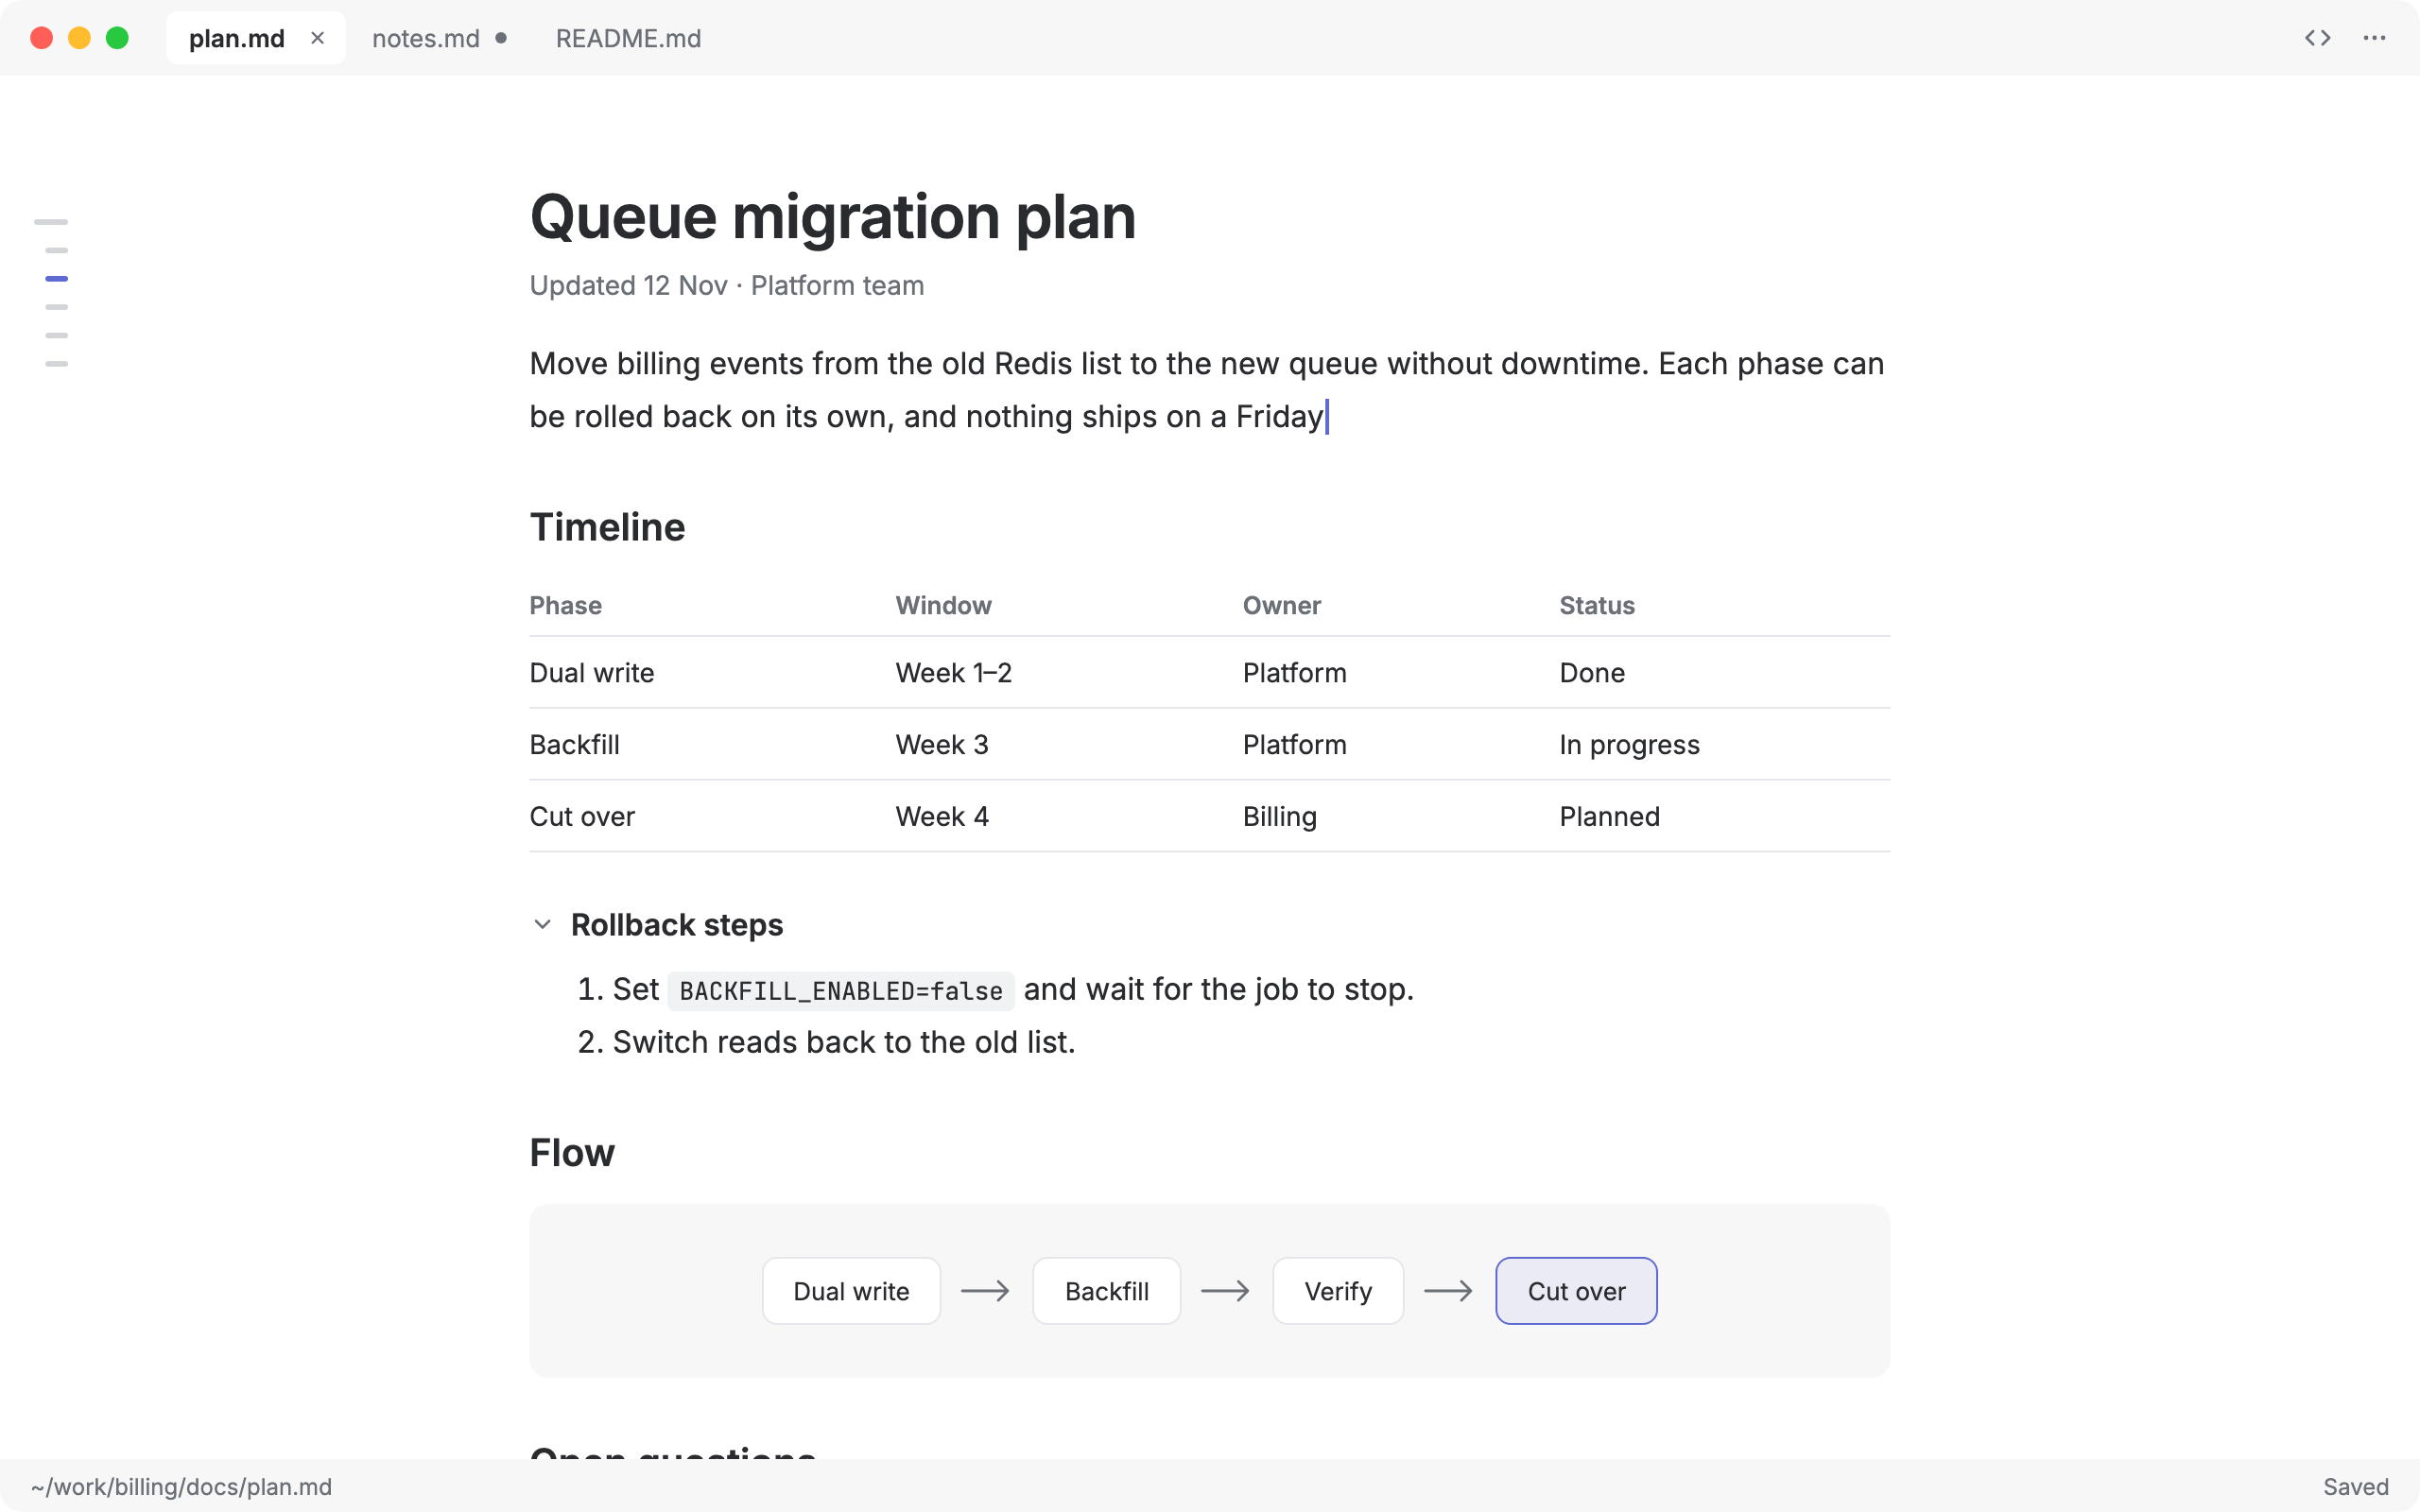 plan.md × notes.md ● README.md
Queue migration plan
Updated 12 Nov · Platform team
Move billing events from the old Redis list to the new queue without downtime. Each phase can
be rolled back on its own, and nothing ships on a Friday
Timeline
Phase Window Owner Status
Dual write Week 1–2 Platform Done
Backfill Week 3 Platform In progress
Cut over Week 4 Billing Planned
Rollback steps
1. Set BACKFILL_ENABLED=false and wait for the job to stop.
2. Switch reads back to the old list.
Flow
Dual write → Backfill → Verify → Cut over
Open questions
~/work/billing/docs/plan.md Saved